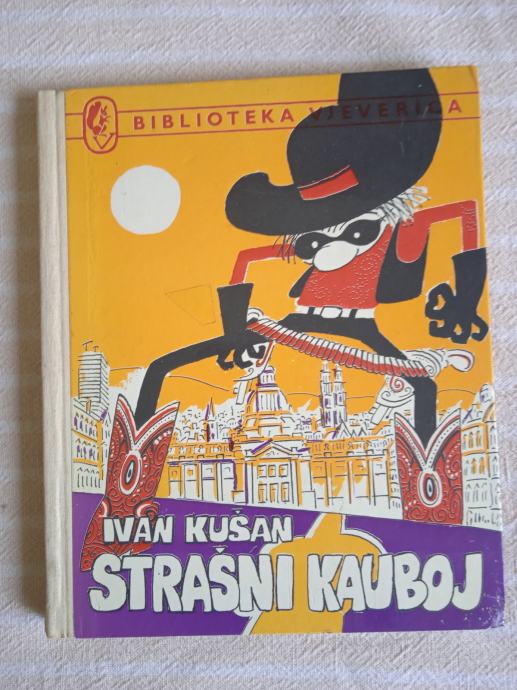 BIBLIOTEKA VJEVERICA
IVAN KUŠAN
STRAŠNI KAUBOJ